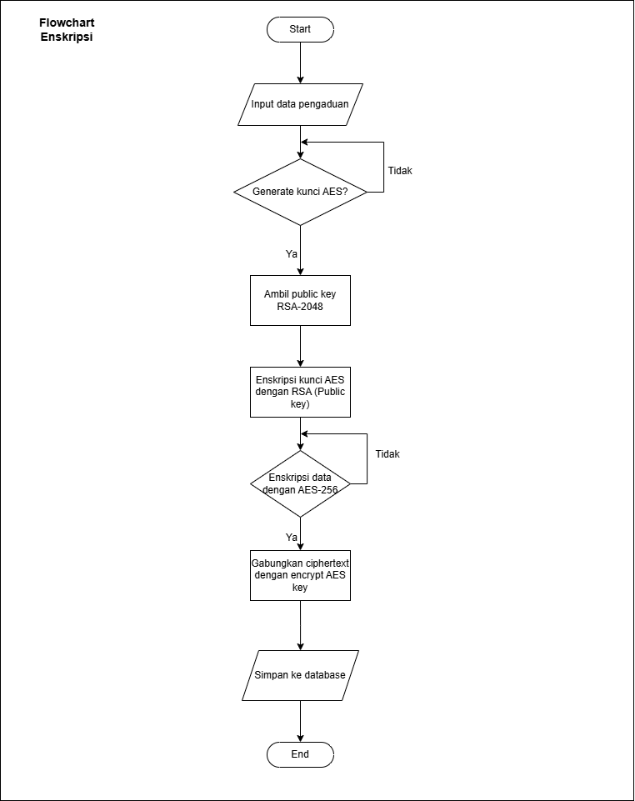 Flowchart
Enskripsi
Start
Input data pengaduan
Tidak
Generate kunci AES?
Ya
Ambil public key
RSA-2048
Enskripsi kunci AES
dengan RSA (Public
key)
Tidak
Enskripsi data
dengan AES-256
Ya
Gabungkan ciphertext
dengan encrypt AES
key
Simpan ke database
End